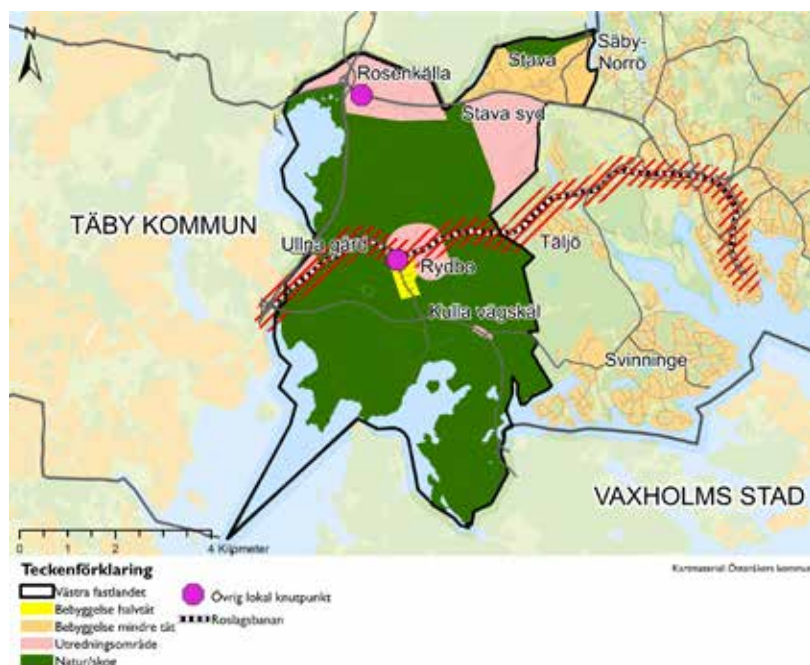 N
Rosenkälla
Stava
Säby-
Norrö
Stava syd
TÄBY KOMMUN
Ullna gård
Rydbo
Täljö
Kulla vägskäl
Svinninge
VAXHOLMS STAD
0 1 2 4 Kilometer
Kartmaterial: Österåkers kommun
Teckenförklaring
Västra fastlandet
Bebyggelse halvtät
Bebyggelse mindre tät
Utredningsområde
Natur/skog
Övrig lokal knutpunkt
Roslagsbanan